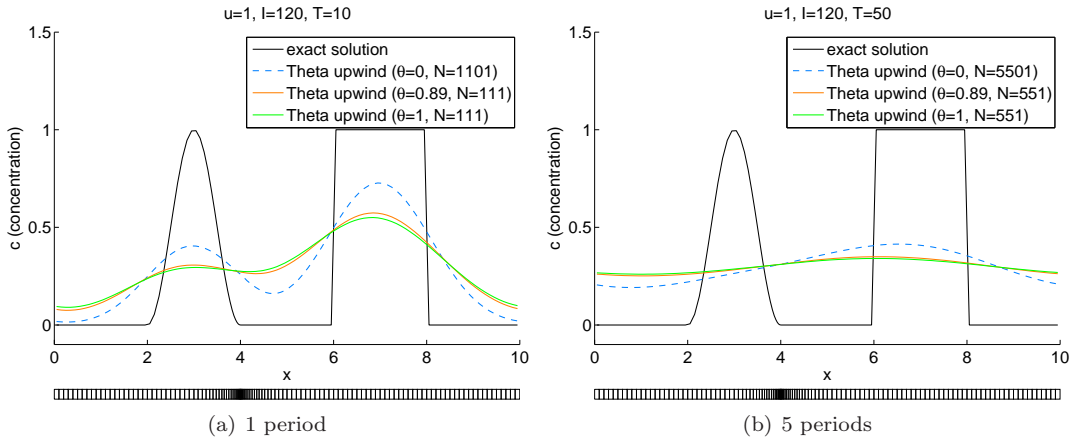 u=1, I=120, T=10
1.5
1
0.5
0
c (concentration)
exact solution
Theta upwind (θ=0, N=1101)
Theta upwind (θ=0.89, N=111)
Theta upwind (θ=1, N=111)
0 2 4 6 8 10
x
(a) 1 period
u=1, I=120, T=50
1.5
1
0.5
0
c (concentration)
exact solution
Theta upwind (θ=0, N=5501)
Theta upwind (θ=0.89, N=551)
Theta upwind (θ=1, N=551)
0 2 4 6 8 10
x
(b) 5 periods